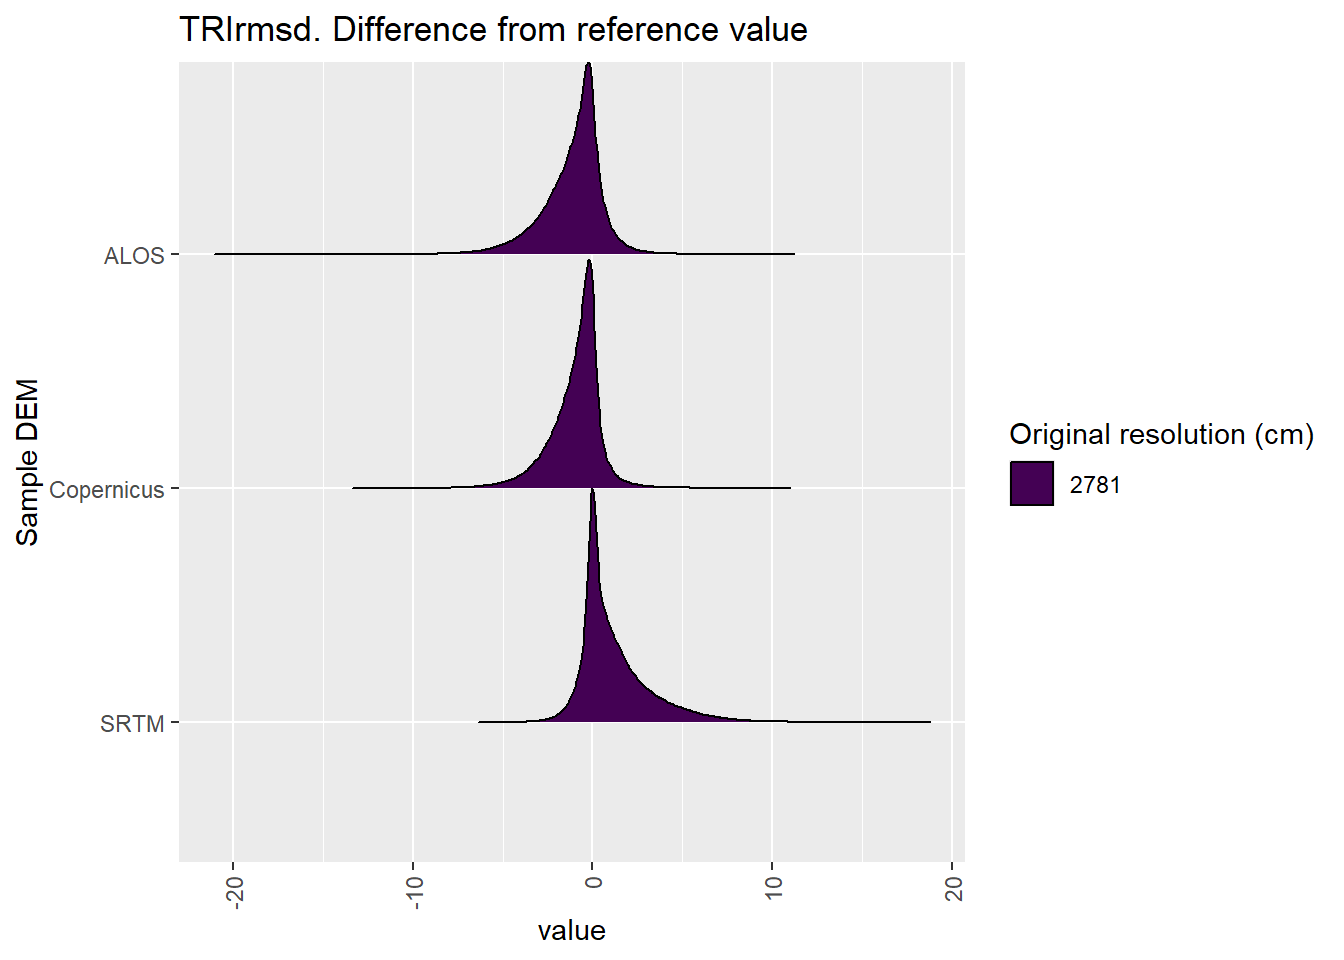 TRIrmsd. Difference from reference value
Sample DEM
ALOS
Copernicus
SRTM
-20
-10
0
10
20
value
Original resolution (cm)
2781